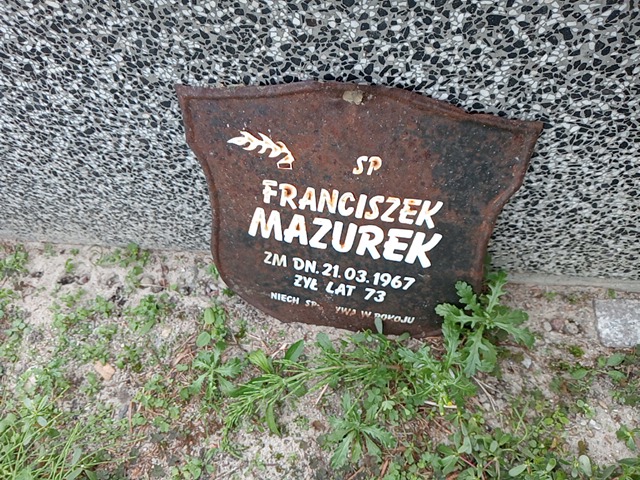 SP
FRANCISZEK
MAZUREK
ZM DN. 21.03.1967
ŻYŁ LAT 73
NIECH W POKOJU